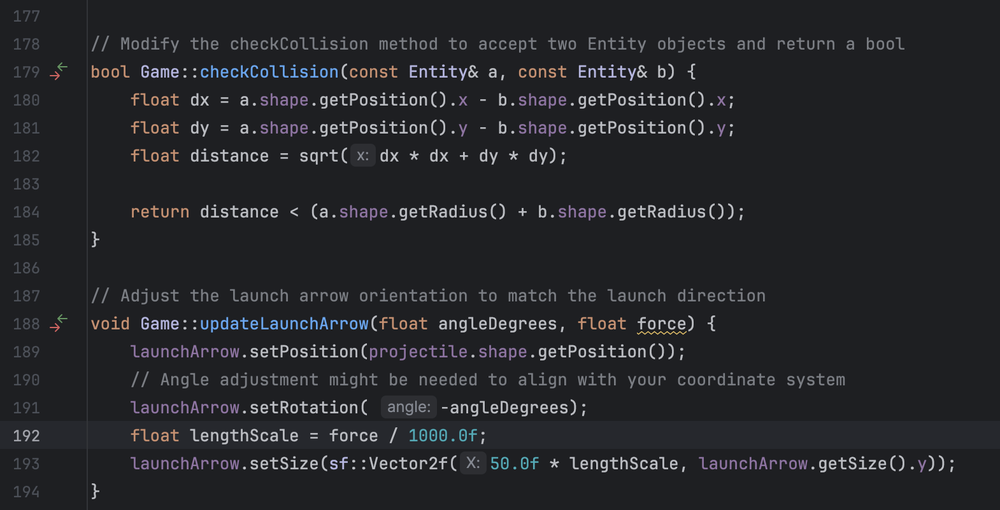 177
178 // Modify the checkCollision method to accept two Entity objects and return a bool
179 bool Game::checkCollision(const Entity& a, const Entity& b) {
180     float dx = a.shape.getPosition().x - b.shape.getPosition().x;
181     float dy = a.shape.getPosition().y - b.shape.getPosition().y;
182     float distance = sqrt( x: dx * dx + dy * dy);
183
184     return distance < (a.shape.getRadius() + b.shape.getRadius());
185 }
186
187 // Adjust the launch arrow orientation to match the launch direction
188 void Game::updateLaunchArrow(float angleDegrees, float force) {
189     launchArrow.setPosition(projectile.shape.getPosition());
190     // Angle adjustment might be needed to align with your coordinate system
191     launchArrow.setRotation( angle: -angleDegrees);
192     float lengthScale = force / 1000.0f;
193     launchArrow.setSize(sf::Vector2f( X: 50.0f * lengthScale, launchArrow.getSize().y));
194 }